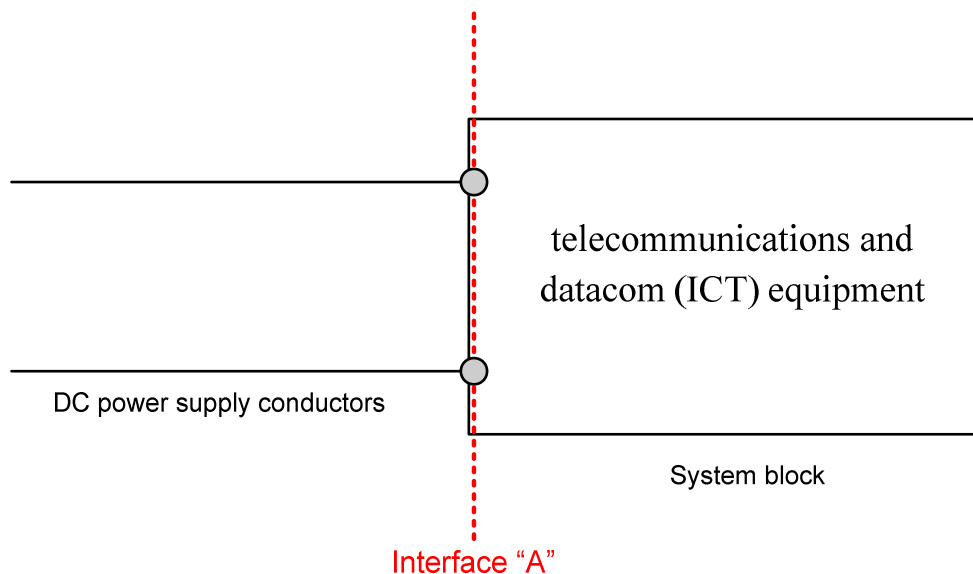 telecommunications and
datacom (ICT) equipment
DC power supply conductors
System block
Interface “A”